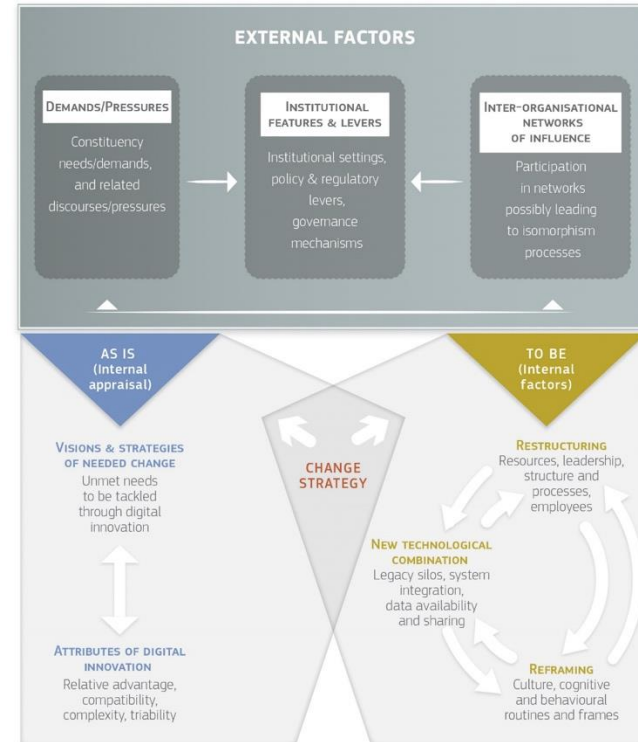 EXTERNAL FACTORS
DEMANDS/PRESSURES
Constituency
needs/demands,
and related
discourses/pressures
INSTITUTIONAL
FEATURES & LEVERS
Institutional settings,
policy & regulatory
levers,
governance
mechanisms
INTER-ORGANISATIONAL
NETWORKS
OF INFLUENCE
Participation
in networks
possibly leading
to isomorphism
processes
AS IS
(Internal
appraisal)
VISIONS & STRATEGIES
OF NEEDED CHANGE
Unmet needs
to be tackled
through digital
innovation
ATTRIBUTES OF DIGITAL
INNOVATION
Relative advantage,
compatibility,
complexity, triability
CHANGE
STRATEGY
TO BE
(Internal
factors)
RESTRUCTURING
Resources, leadership,
structure and
processes,
employees
NEW TECHNOLOGICAL
COMBINATION
Legacy silos, system
integration,
data availability
and sharing
REFRAMING
Culture, cognitive
and behavioural
routines and frames